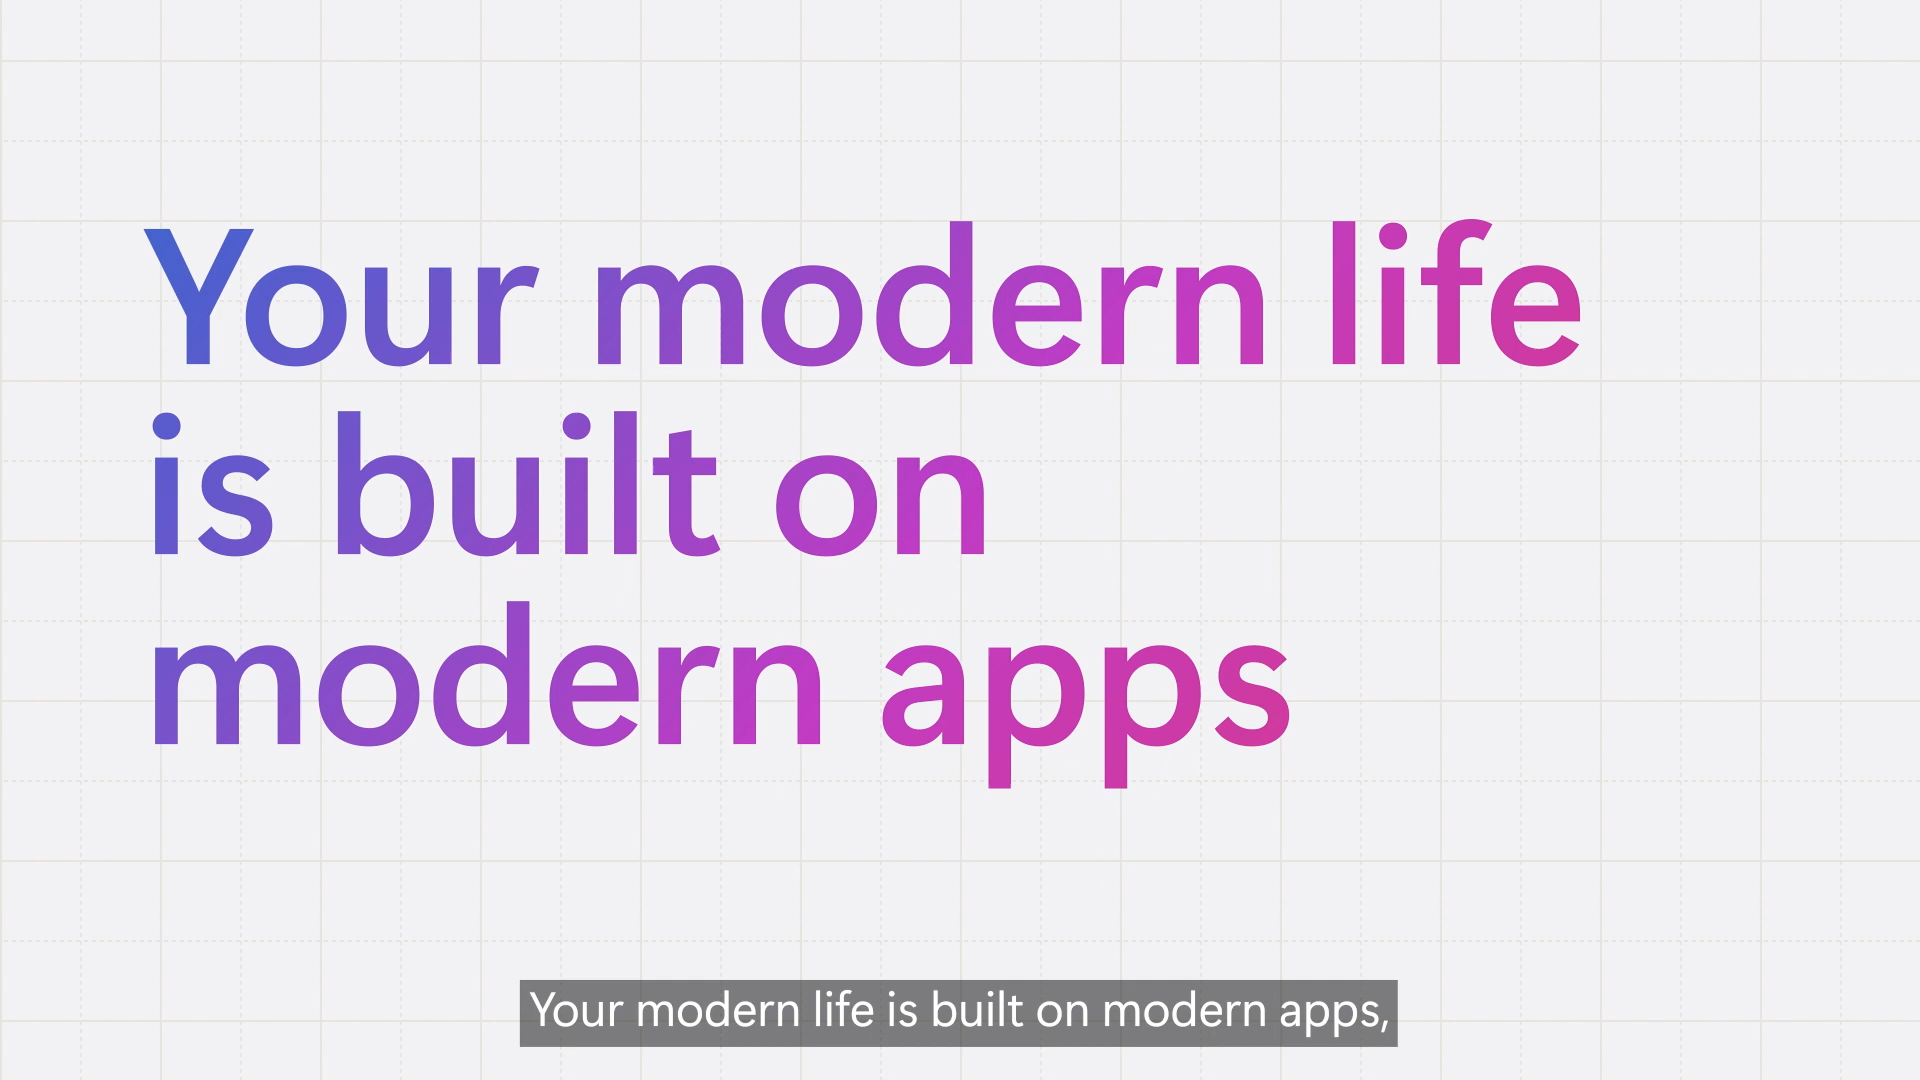 Your modern life
is built on
modern apps
Your modern life is built on modern apps,